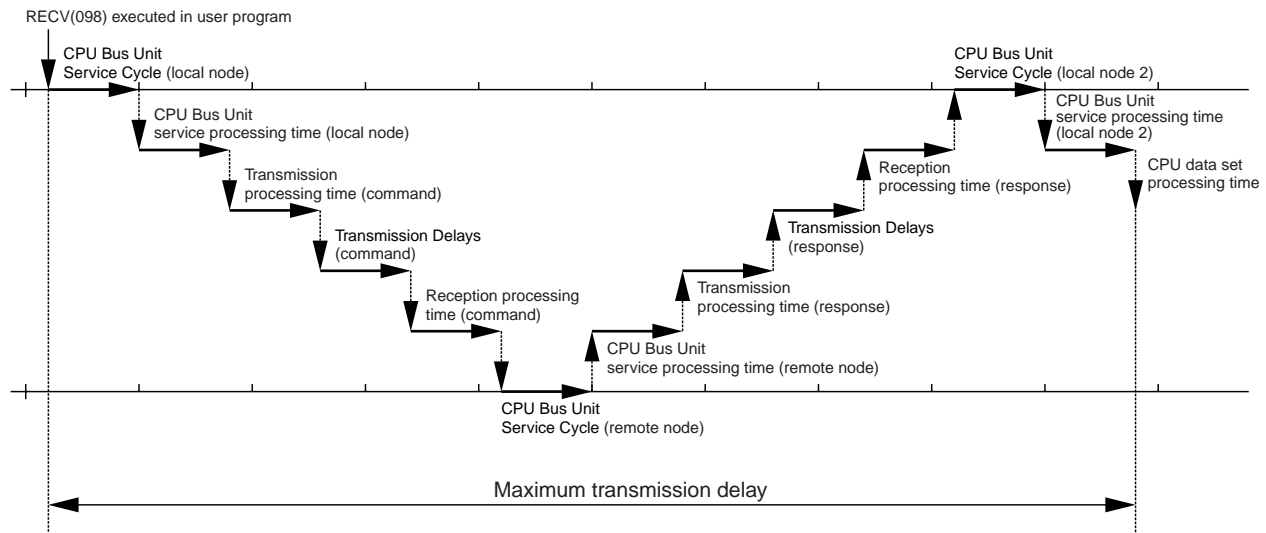 RECV(098) executed in user program
CPU Bus Unit
Service Cycle (local node)
CPU Bus Unit
service processing time (local node)
Transmission
processing time (command)
Transmission Delays
(command)
Reception processing
time (command)
CPU Bus Unit
Service Cycle (remote node)
CPU Bus Unit
service processing time (remote node)
Transmission
processing time (response)
Transmission Delays
(response)
Reception
processing time (response)
CPU Bus Unit
Service Cycle (local node 2)
CPU Bus Unit
service processing time
(local node 2)
CPU data set
processing time
Maximum transmission delay